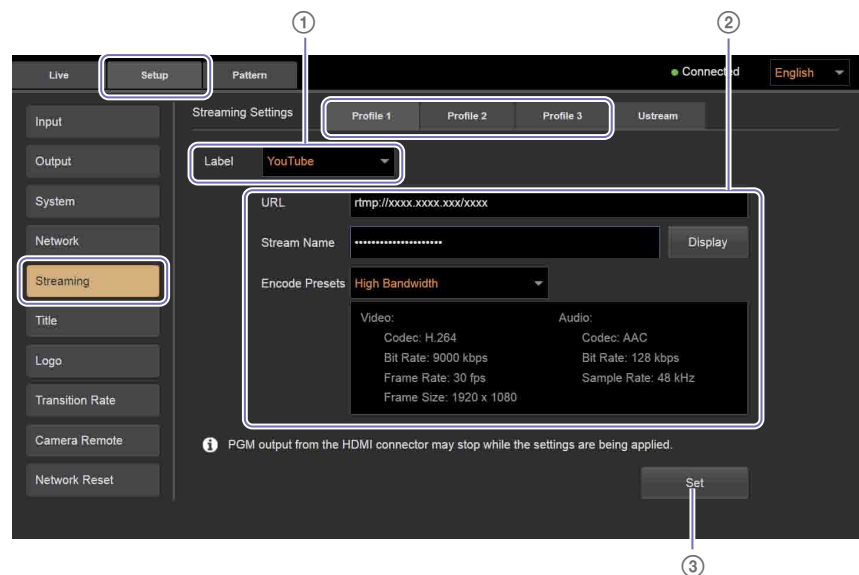 ① ②
Live Setup Pattern Connected English
Streaming Settings Profile 1 Profile 2 Profile 3 Ustream
Input
Output
System
Network
Streaming
Title
Logo
Transition Rate
Camera Remote
Network Reset
Label YouTube
URL rtmp://xxxx.xxxx.xxx/xxxx
Stream Name ••••••••••••••••••••• Display
Encode Presets High Bandwidth
Video:
Codec: H.264
Bit Rate: 9000 kbps
Frame Rate: 30 fps
Frame Size: 1920 x 1080
Audio:
Codec: AAC
Bit Rate: 128 kbps
Sample Rate: 48 kHz
PGM output from the HDMI connector may stop while the settings are being applied.
Set
③